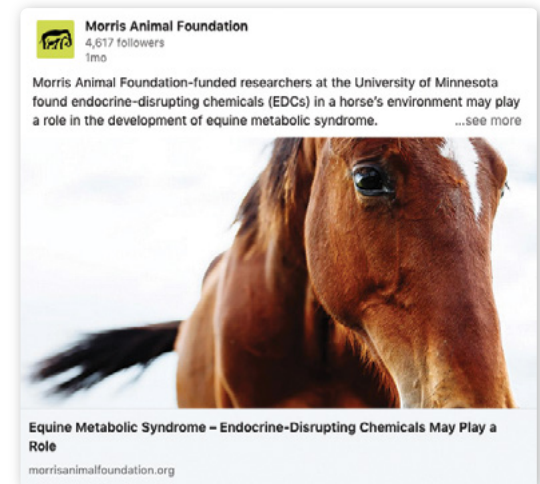 Morris Animal Foundation
4,617 followers
1mo
Morris Animal Foundation-funded researchers at the University of Minnesota
found endocrine-disrupting chemicals (EDCs) in a horse's environment may play
a role in the development of equine metabolic syndrome. ...see more
Equine Metabolic Syndrome – Endocrine-Disrupting Chemicals May Play a
Role
morrisanimalfoundation.org